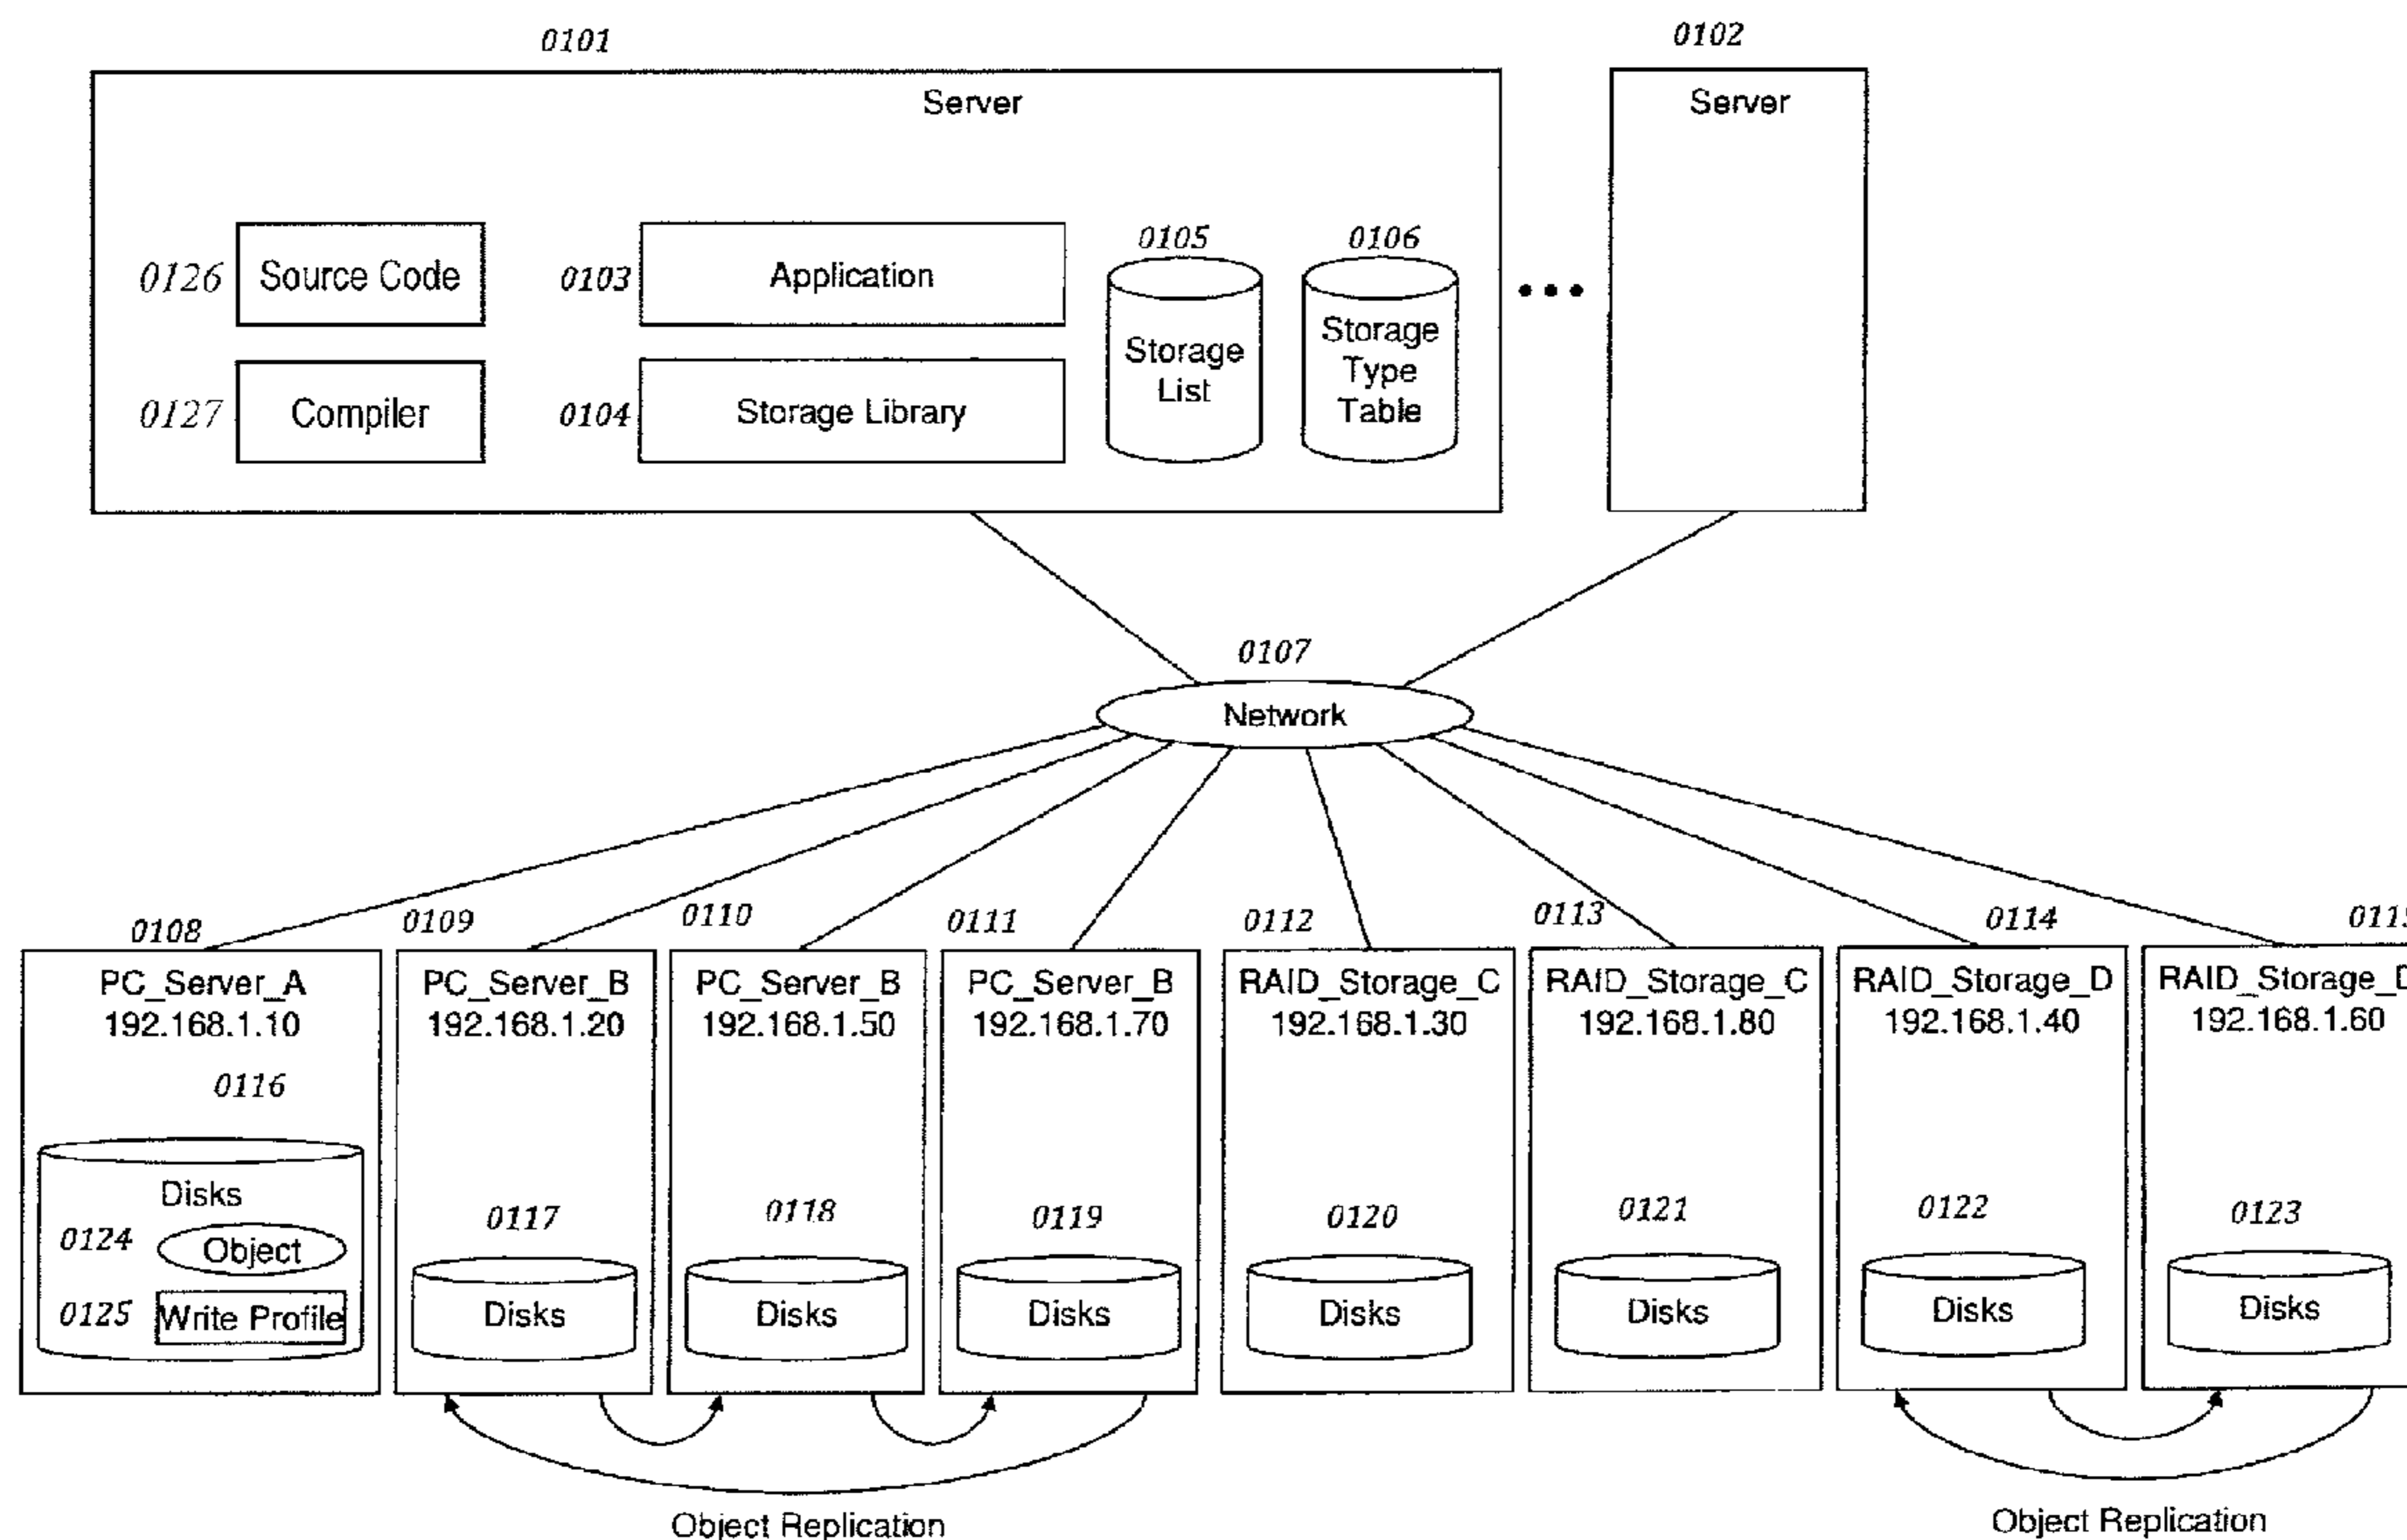 0101
0102
Server
Server
0105
0106
0126
Source Code
0103
Application
Storage
List
Storage
Type
Table
0127
Compiler
0104
Storage Library
0107
Network
0108
0109
0110
0111
0112
0113
0114
PC_Server_A
192.168.1.10
PC_Server_B
192.168.1.20
PC_Server_B
192.168.1.50
PC_Server_B
192.168.1.70
RAID_Storage_C
192.168.1.30
RAID_Storage_C
192.168.1.80
RAID_Storage_D
192.168.1.40
192.168.1.60
0116
Disks
0124
Object
0125
Write Profile
0117
Disks
0118
Disks
0119
Disks
0120
Disks
0121
Disks
0122
Disks
0123
Disks
Object Replication
Object Replication